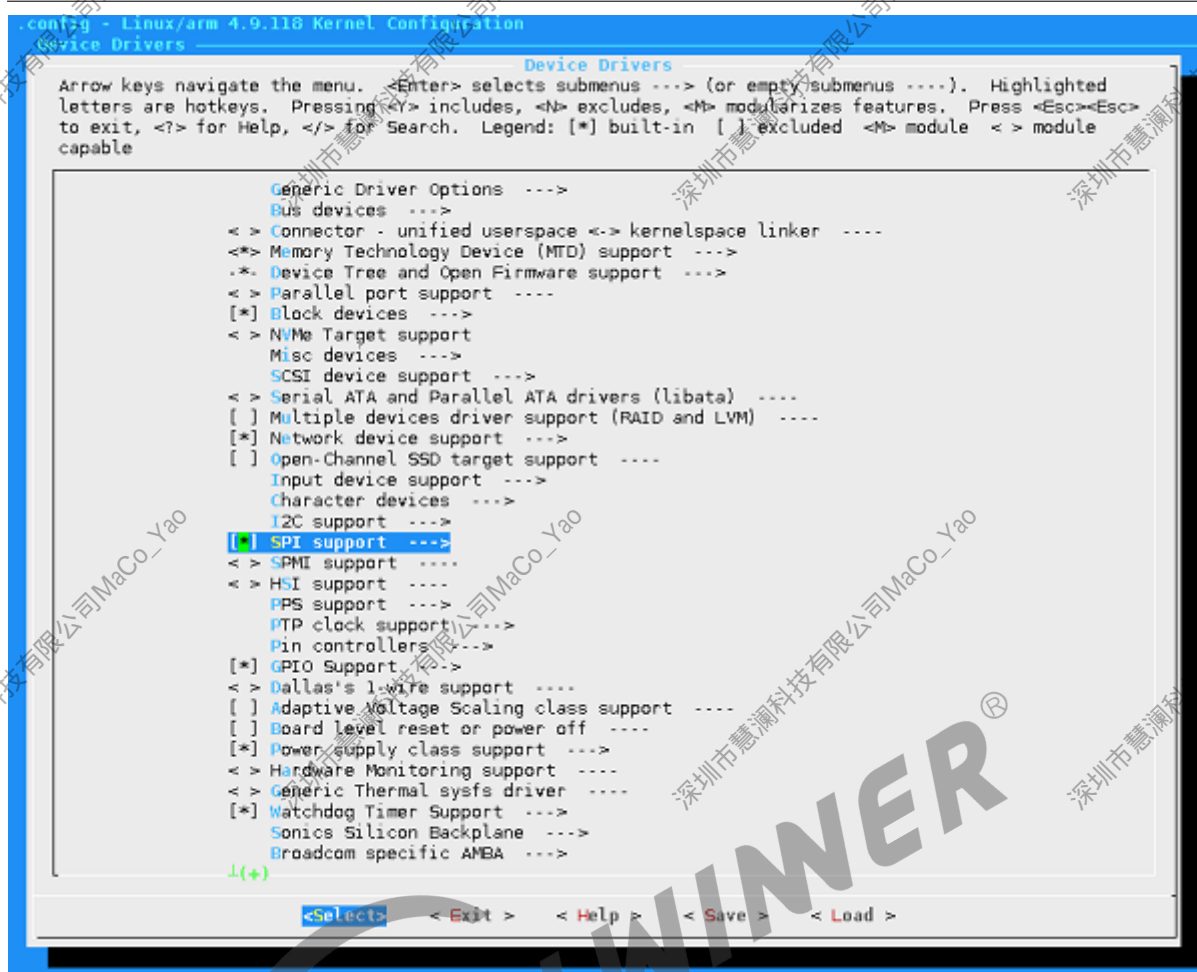 .config - Linux/arm 4.9.118 Kernel Configuration
Device Drivers
Device Drivers
Arrow keys navigate the menu. <Enter> selects submenus ---> (or empty submenus ----). Highlighted
letters are hotkeys. Pressing <Y> includes, <N> excludes, <M> modularizes features. Press <Esc><Esc>
to exit, <?> for Help, </> for Search. Legend: [*] built-in [ ] excluded <M> module < > module
capable
Generic Driver Options --->
Bus devices --->
< > Connector - unified userspace <-> kernelspace linker ----
<*> Memory Technology Device (MTD) support --->
-*- Device Tree and Open Firmware support --->
< > Parallel port support ----
[*] Block devices --->
< > NVMe Target support
Misc devices --->
SCSI device support --->
< > Serial ATA and Parallel ATA drivers (libata) ----
[ ] Multiple devices driver support (RAID and LVM) ----
[*] Network device support --->
[ ] Open-Channel SSD target support ----
Input device support --->
Character devices --->
I2C support --->
[*] SPI support --->
< > SPMI support ----
< > HSI support ----
PPS support --->
PTP clock support --->
Pin controllers --->
[*] GPIO Support --->
< > Dallas's 1-wire support ----
[ ] Adaptive Voltage Scaling class support ----
[ ] Board level reset or power off ----
[*] Power supply class support --->
< > Hardware Monitoring support ----
< > Generic Thermal sysfs driver ----
[*] Watchdog Timer Support --->
Sonics Silicon Backplane --->
Broadcom specific AMBA --->
┴(+)
<Select> < Exit > < Help > < Save > < Load >
深圳市慧澜科技有限公司MaCo_Yao
深圳市慧澜科技有限公司MaCo_Yao
深圳市慧澜科技有限公司MaCo_Yao
WINNER®